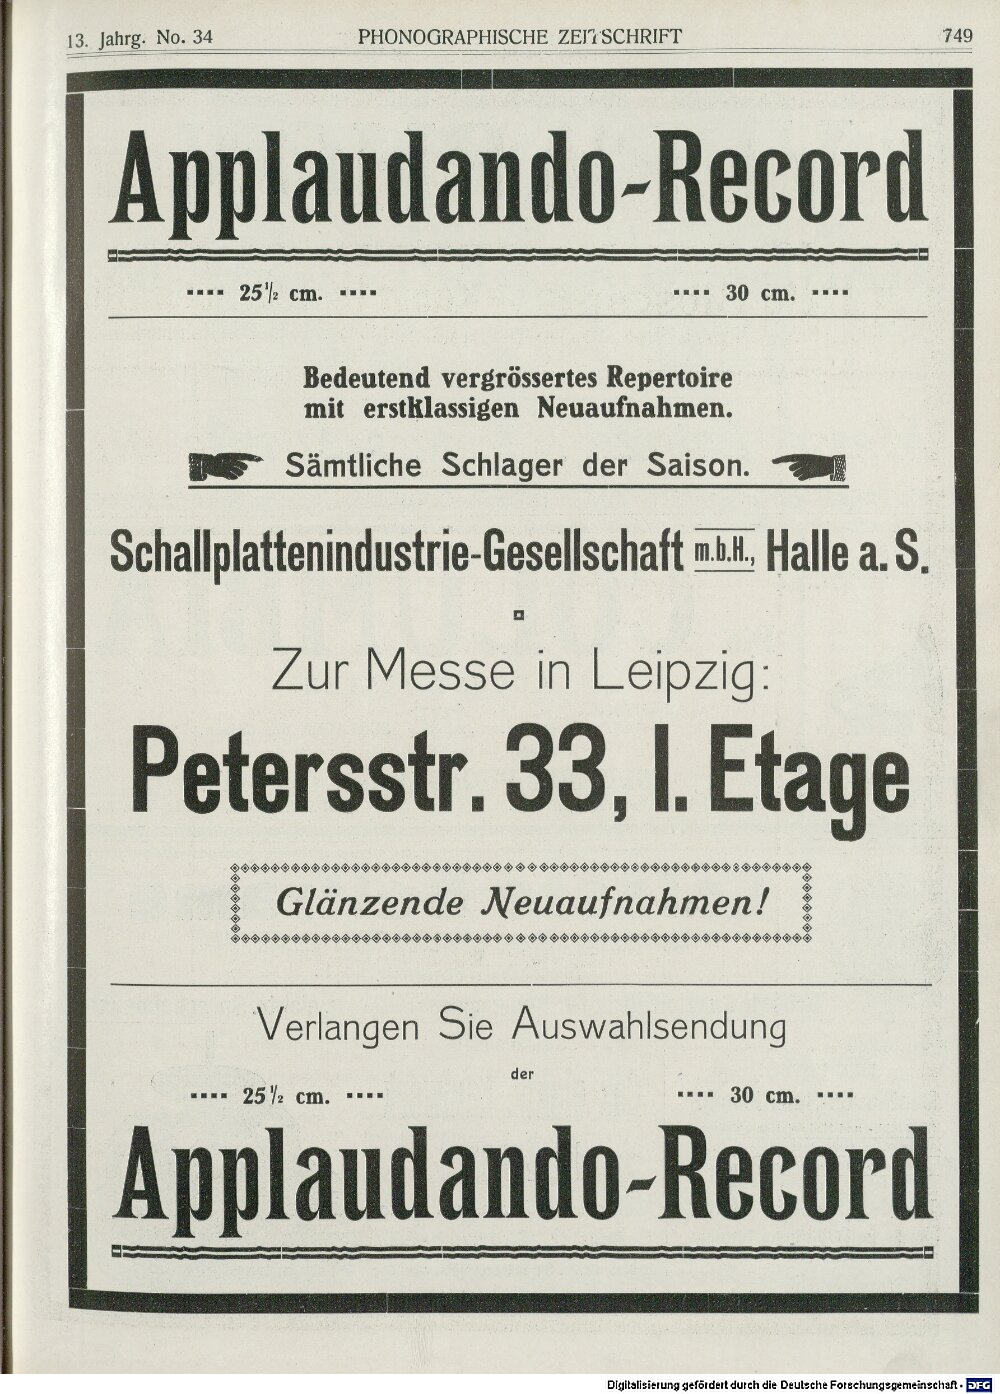 13. Jahrg. No. 34 PHONOGRAPHISCHE ZEITSCHRIFT 749
Applaudando-Record
25½ cm. 30 cm.
Bedeutend vergrössertes Repertoire
mit erstklassigen Neuaufnahmen.
Sämtliche Schlager der Saison.
Schallplattenindustrie-Gesellschaft m.b.H., Halle a. S.
Zur Messe in Leipzig:
Petersstr. 33, I. Etage
Glänzende Neuaufnahmen!
Verlangen Sie Auswahlsendung
der
25½ cm. 30 cm.
Applaudando-Record
Digitalisierung gefördert durch die Deutsche Forschungsgemeinschaft - DFG